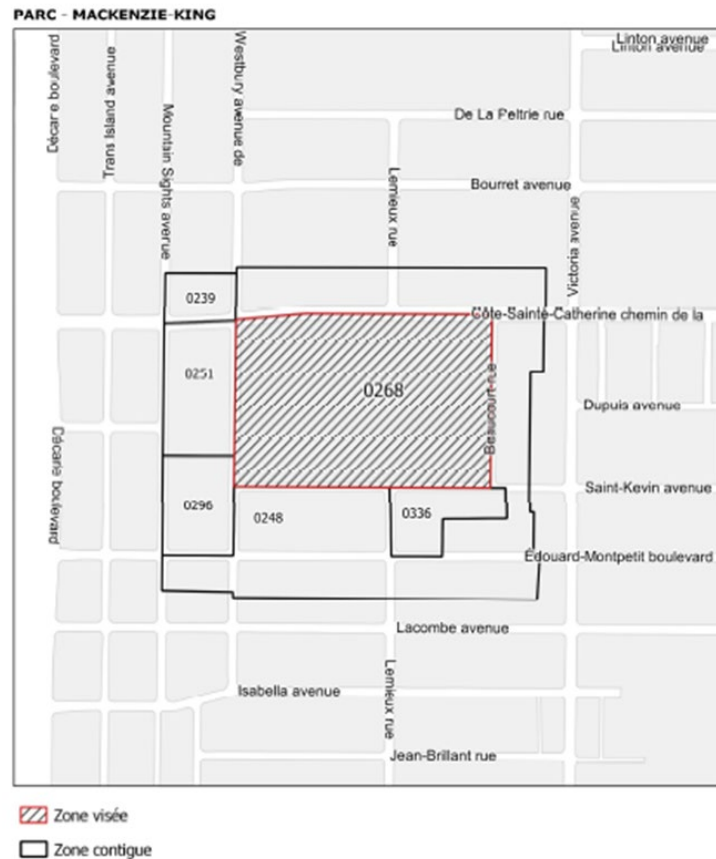 PARC - MACKENZIE-KING
Linton avenue
Linton avenue
Décarie boulevard
Trans Island avenue
Mountain Sights avenue
Westbury avenue de
De La Peltrie rue
Lemieux rue
Bourret avenue
Victoria avenue
0239
Côte-Sainte-Catherine chemin de la
0251
0268
Beaucourt rue
Dupuis avenue
Décarie boulevard
Saint-Kevin avenue
0296
0248
0336
Édouard-Montpetit boulevard
Lacombe avenue
Lemieux rue
Isabella avenue
Jean-Brillant rue
Zone visée
Zone contigue